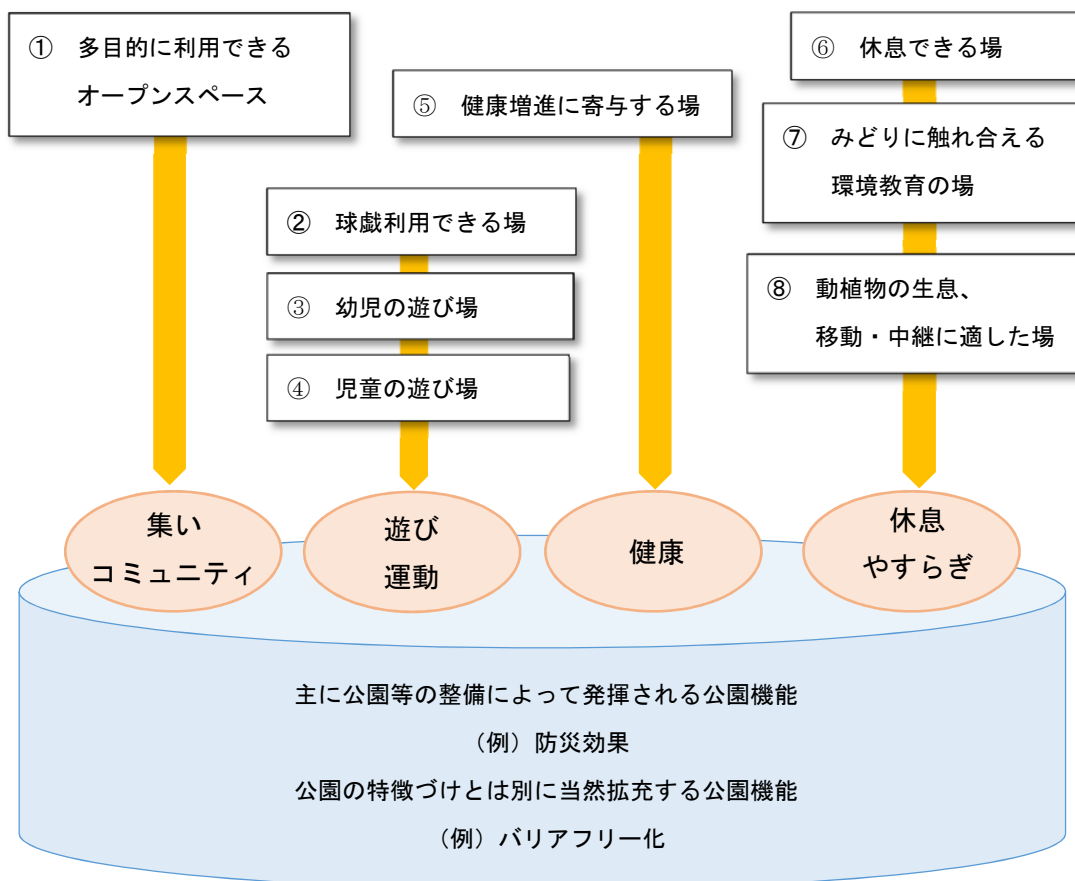 ① 多目的に利用できる
オープンスペース
② 球戯利用できる場
③ 幼児の遊び場
④ 児童の遊び場
⑤ 健康増進に寄与する場
⑥ 休息できる場
⑦ みどりに触れ合える
環境教育の場
⑧ 動植物の生息、
移動・中継に適した場
集い
コミュニティ
遊び
運動
健康
休息
やすらぎ
主に公園等の整備によって発揮される公園機能
（例）防災効果
公園の特徴づけとは別に当然拡充する公園機能
（例）バリアフリー化